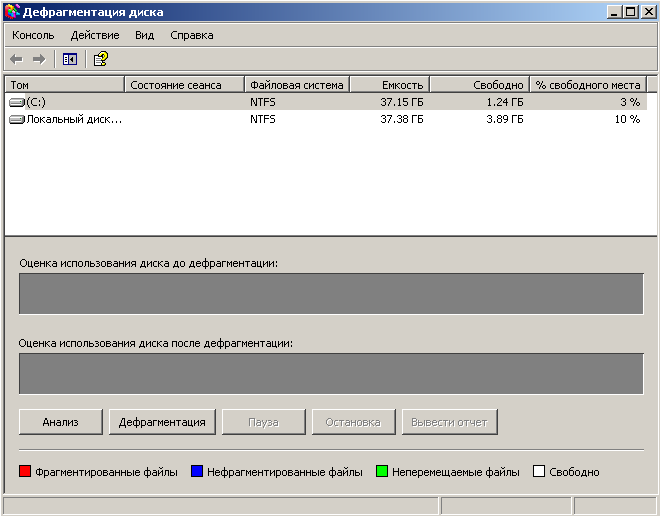 Дефрагментация диска
Консоль Действие Вид Справка
Том Состояние сеанса Файловая система Емкость Свободно % свободного места
(C:) NTFS 37.15 ГБ 1.24 ГБ 3 %
Локальный диск... NTFS 37.38 ГБ 3.89 ГБ 10 %
Оценка использования диска до дефрагментации:
Оценка использования диска после дефрагментации:
Анализ Дефрагментация Пауза Остановка Вывести отчет
Фрагментированные файлы Нефрагментированные файлы Неперемещаемые файлы Свободно